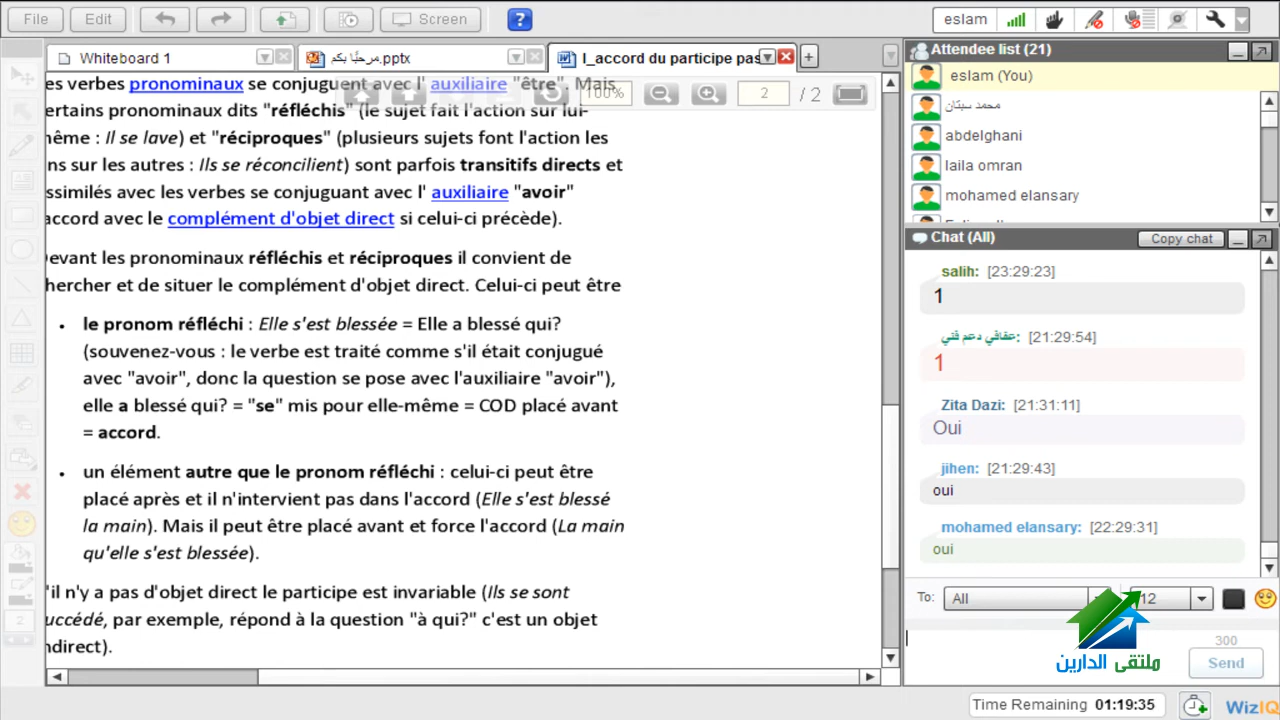 File Edit Screen ? eslam
Whiteboard 1 مرحبًا بكم.pptx l_accord du participe pas +
es verbes pronominaux se conjuguent avec l' auxiliaire "être". Mais
100% 2 / 2
ertains pronominaux dits "réfléchis" (le sujet fait l'action sur lui-
même : Il se lave) et "réciproques" (plusieurs sujets font l'action les
ns sur les autres : Ils se réconcilient) sont parfois transitifs directs et
ssimilés avec les verbes se conjuguant avec l' auxiliaire "avoir"
accord avec le complément d'objet direct si celui-ci précède).
evant les pronominaux réfléchis et réciproques il convient de
hercher et de situer le complément d'objet direct. Celui-ci peut être
• le pronom réfléchi : Elle s'est blessée = Elle a blessé qui?
(souvenez-vous : le verbe est traité comme s'il était conjugué
avec "avoir", donc la question se pose avec l'auxiliaire "avoir"),
elle a blessé qui? = "se" mis pour elle-même = COD placé avant
= accord.
• un élément autre que le pronom réfléchi : celui-ci peut être
placé après et il n'intervient pas dans l'accord (Elle s'est blessé
la main). Mais il peut être placé avant et force l'accord (La main
qu'elle s'est blessée).
'il n'y a pas d'objet direct le participe est invariable (Ils se sont
uccédé, par exemple, répond à la question "à qui?" c'est un objet
ndirect).
2
Attendee list (21)
eslam (You)
محمد سبتان
abdelghani
laila omran
mohamed elansary
Chat (All) Copy chat
salih: [23:29:23]
1
عفاقي دعم فني: [21:29:54]
1
Zita Dazi: [21:31:11]
Oui
jihen: [21:29:43]
oui
mohamed elansary: [22:29:31]
oui
To: All 12
300
Send
ملتقى الدارين
Time Remaining 01:19:35
WizIQ